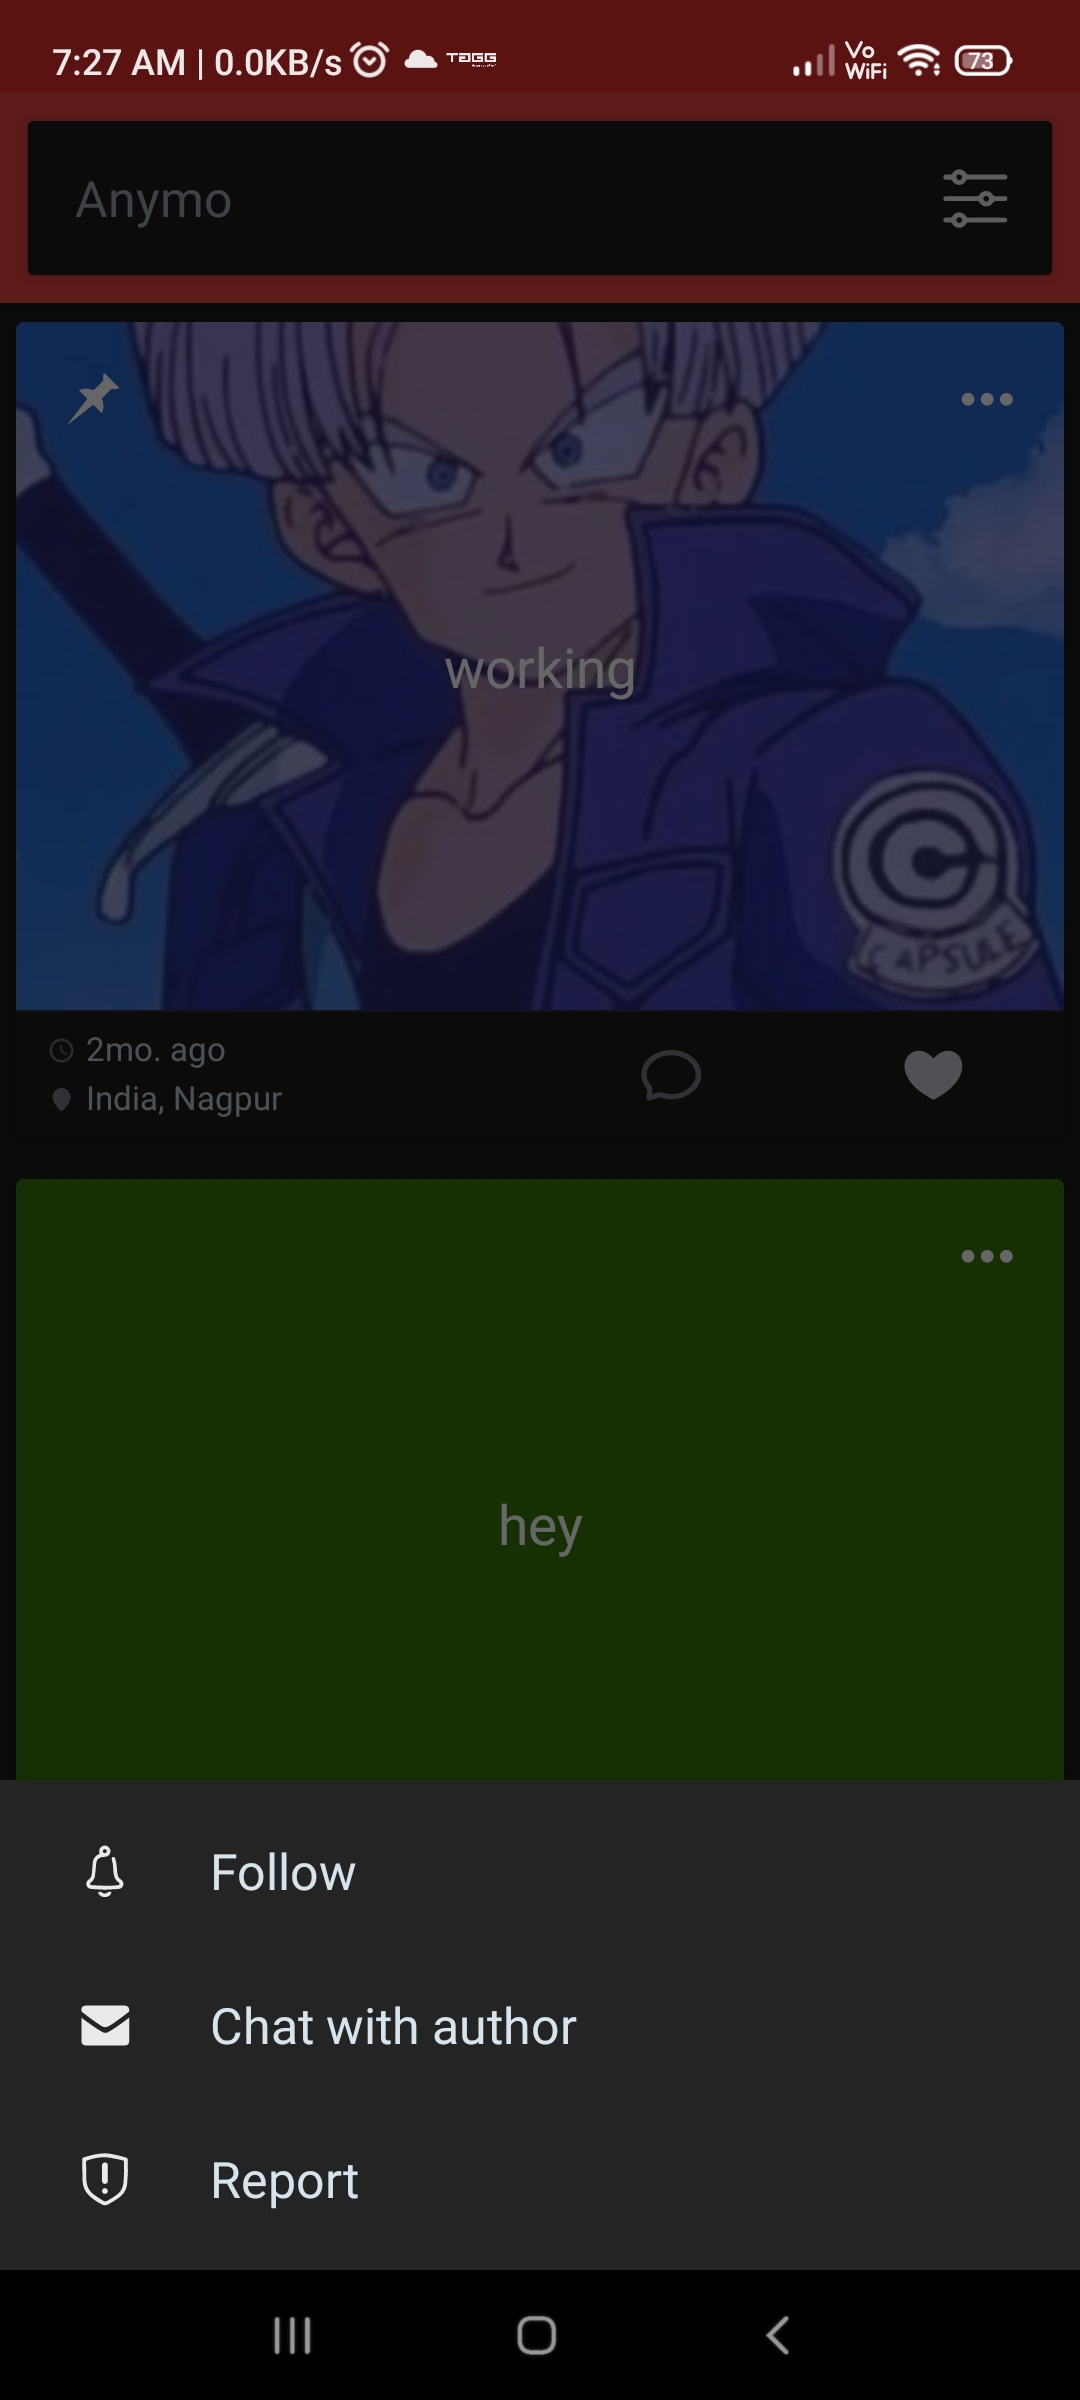 7:27 AM | 0.0KB/s TAGG Vo WiFi 73
Anymo
working
CAPSULE
2mo. ago
India, Nagpur
hey
Follow
Chat with author
Report